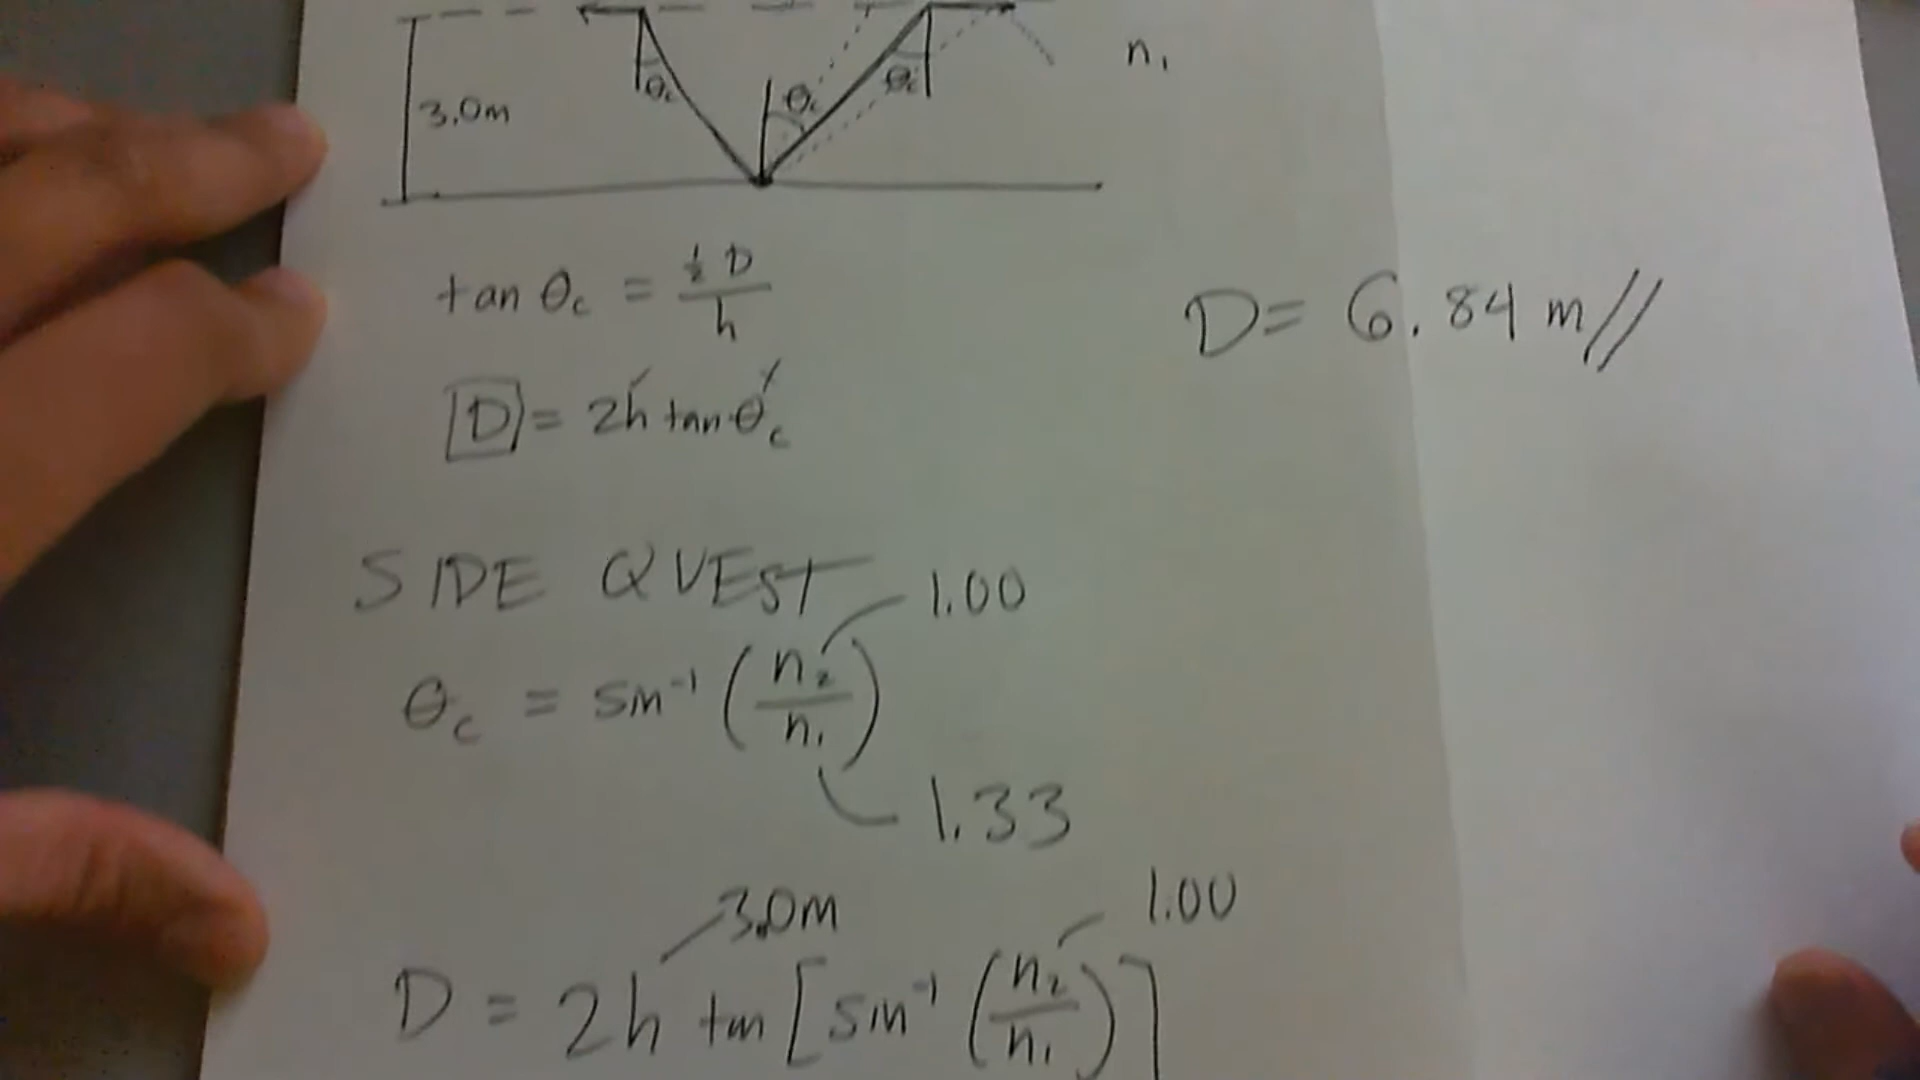 n₁
3.0m
θc θc θc
tan θc = ½ D / h
D = 2h tan θc
D = 6.84 m //
SIDE QUEST
1.00
θc = sin⁻¹ (n₂ / n₁)
1.33
3.0m 1.00
D = 2h tan [sin⁻¹ (n₂ / n₁)]